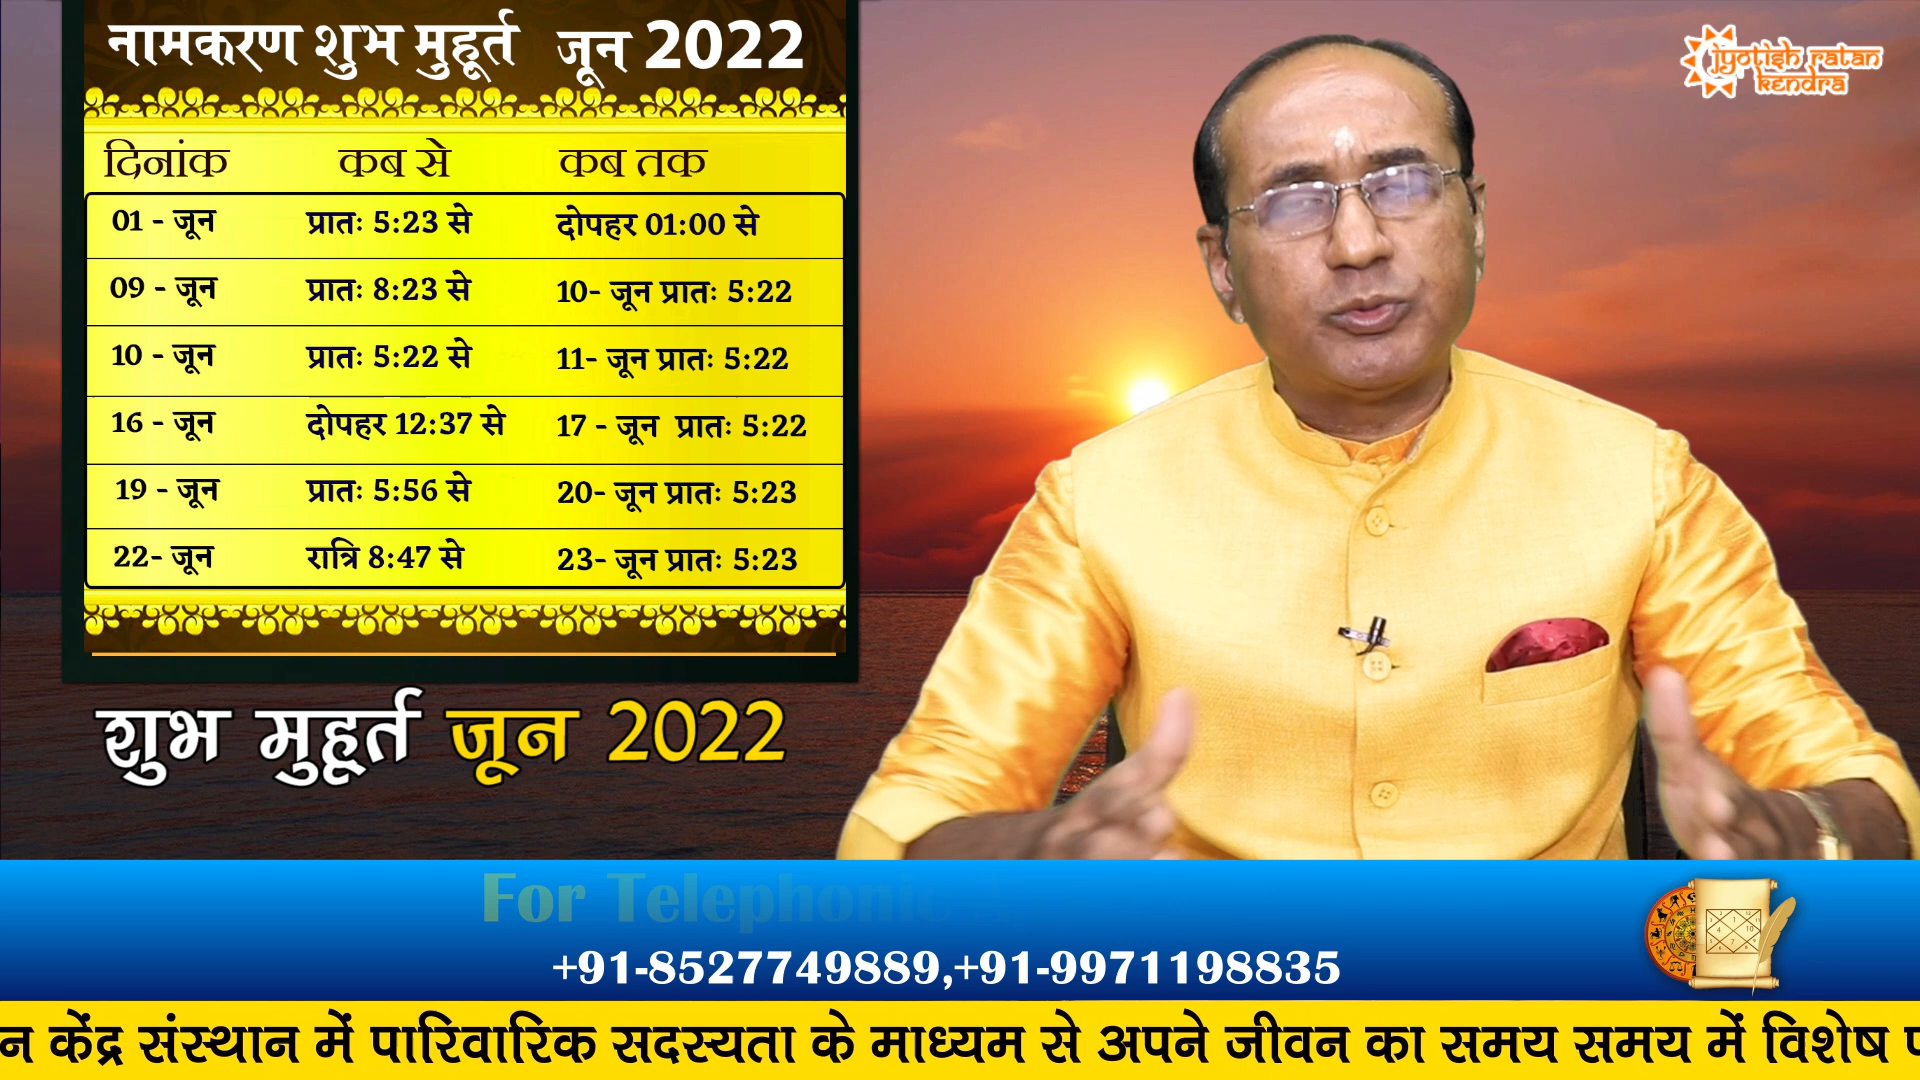 नामकरण शुभ मुहूर्त जून 2022
Jyotish Ratan
Kendra
दिनांक कब से कब तक
01 - जून प्रातः 5:23 से दोपहर 01:00 से
09 - जून प्रातः 8:23 से 10- जून प्रातः 5:22
10 - जून प्रातः 5:22 से 11- जून प्रातः 5:22
16 - जून दोपहर 12:37 से 17 - जून प्रातः 5:22
19 - जून प्रातः 5:56 से 20- जून प्रातः 5:23
22- जून रात्रि 8:47 से 23- जून प्रातः 5:23
शुभ मुहूर्त जून 2022
For Telephonic
+91-8527749889,+91-9971198835
न केंद्र संस्थान में पारिवारिक सदस्यता के माध्यम से अपने जीवन का समय समय में विशेष